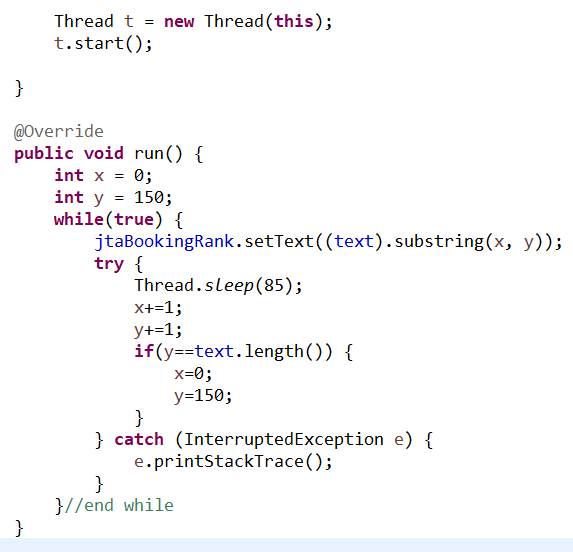 Thread t = new Thread(this);
    t.start();

}

@Override
public void run() {
    int x = 0;
    int y = 150;
    while(true) {
        jtaBookingRank.setText((text).substring(x, y));
        try {
            Thread.sleep(85);
            x+=1;
            y+=1;
            if(y==text.length()) {
                x=0;
                y=150;
            }
        } catch (InterruptedException e) {
            e.printStackTrace();
        }
    }//end while
}